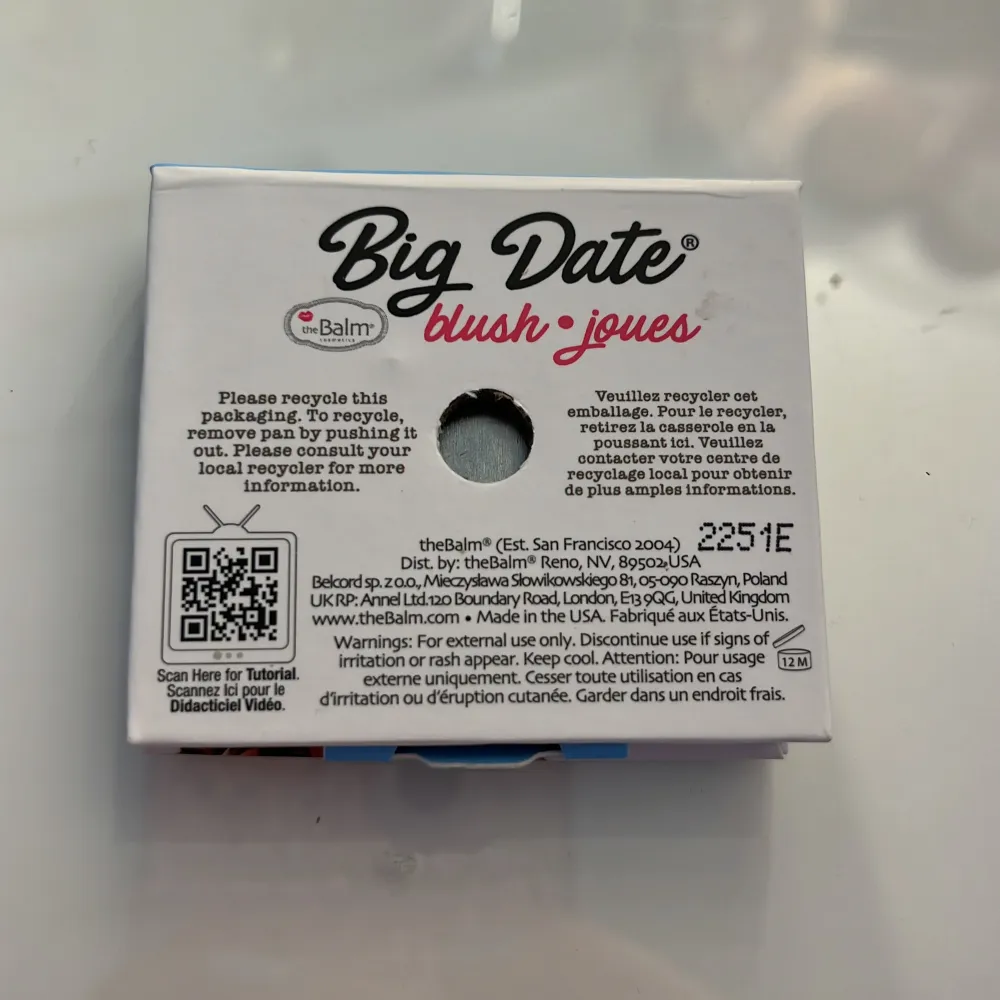 Big Date®
theBalm®
cosmetics
blush • joues
Please recycle this
packaging. To recycle,
remove pan by pushing it
out. Please consult your
local recycler for more
information.
Veuillez recycler cet
emballage. Pour le recycler,
retirez la casserole en la
poussant ici. Veuillez
contacter votre centre de
recyclage local pour obtenir
de plus amples informations.
theBalm® (Est. San Francisco 2004)
2251E
Dist. by: theBalm® Reno, NV, 89502, USA
Belcord sp. z o.o., Mieczysława Słowikowskiego 81, 05-090 Raszyn, Poland
UK RP: Annel Ltd. 120 Boundary Road, London, E13 9QG, United Kingdom
www.theBalm.com • Made in the USA. Fabriqué aux États-Unis.
Warnings: For external use only. Discontinue use if signs of
irritation or rash appear. Keep cool. Attention: Pour usage
externe uniquement. Cesser toute utilisation en cas
d'irritation ou d'éruption cutanée. Garder dans un endroit frais.
12 M
Scan Here for Tutorial.
Scannez Ici pour le
Didacticiel Vidéo.